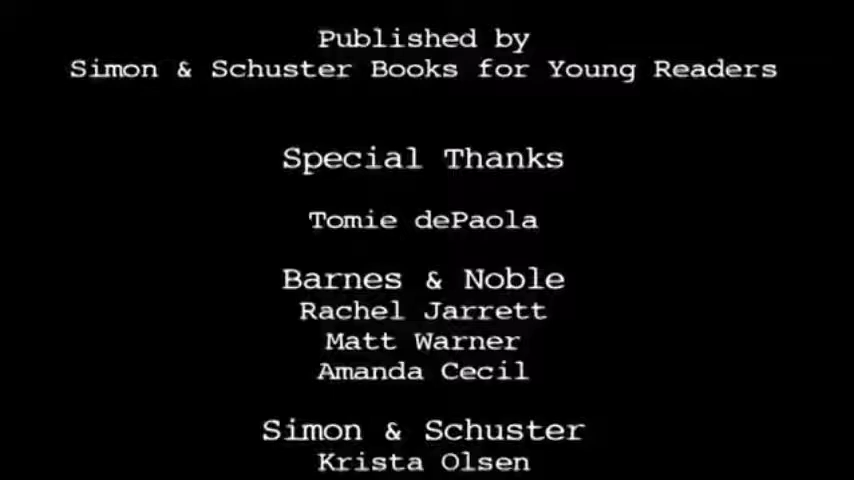 Published by
Simon & Schuster Books for Young Readers
Special Thanks
Tomie dePaola
Barnes & Noble
Rachel Jarrett
Matt Warner
Amanda Cecil
Simon & Schuster
Krista Olsen